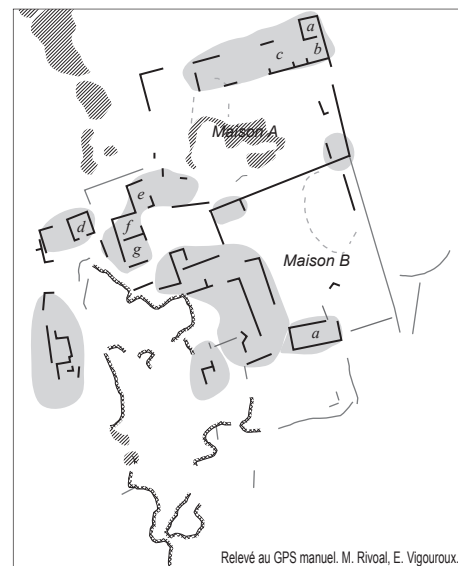 a
c b
Maison A
e
d f
g
Maison B
a
Relevé au GPS manuel. M. Rivoal, E. Vigouroux.